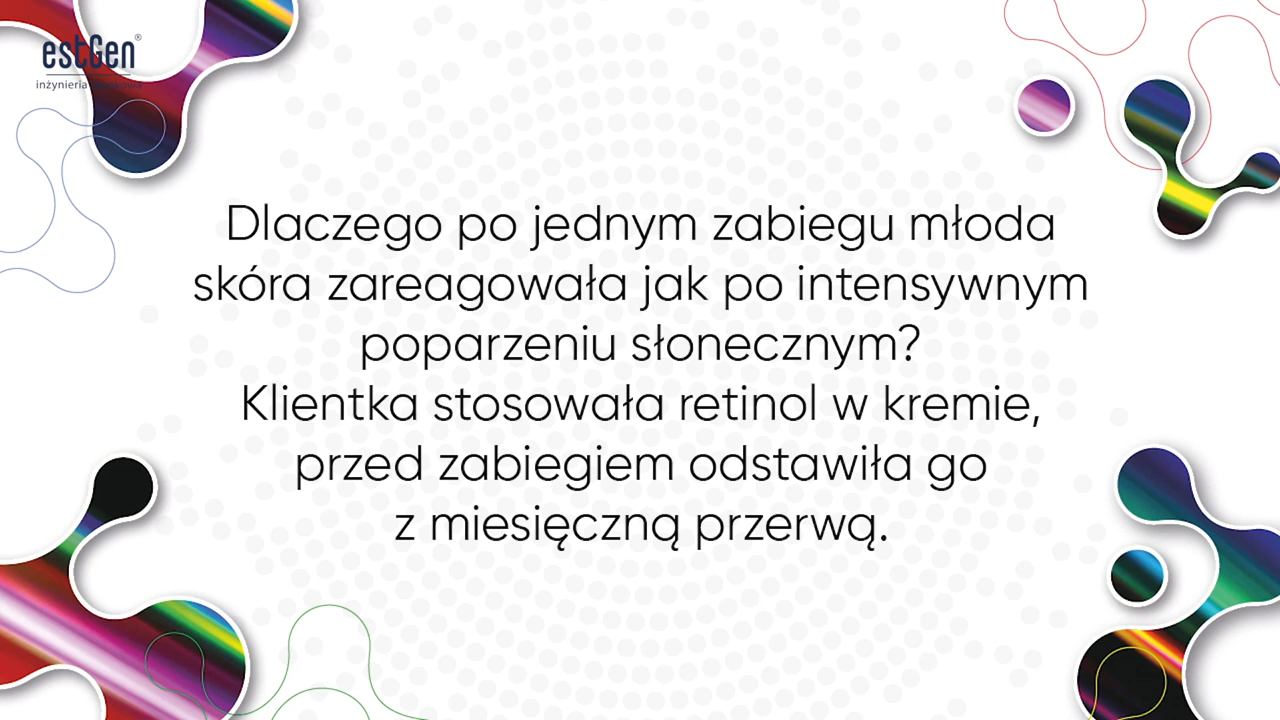 estGen®
inżynieria
Dlaczego po jednym zabiegu młoda
skóra zareagowała jak po intensywnym
poparzeniu słonecznym?
Klientka stosowała retinol w kremie,
przed zabiegiem odstawiła go
z miesięczną przerwą.